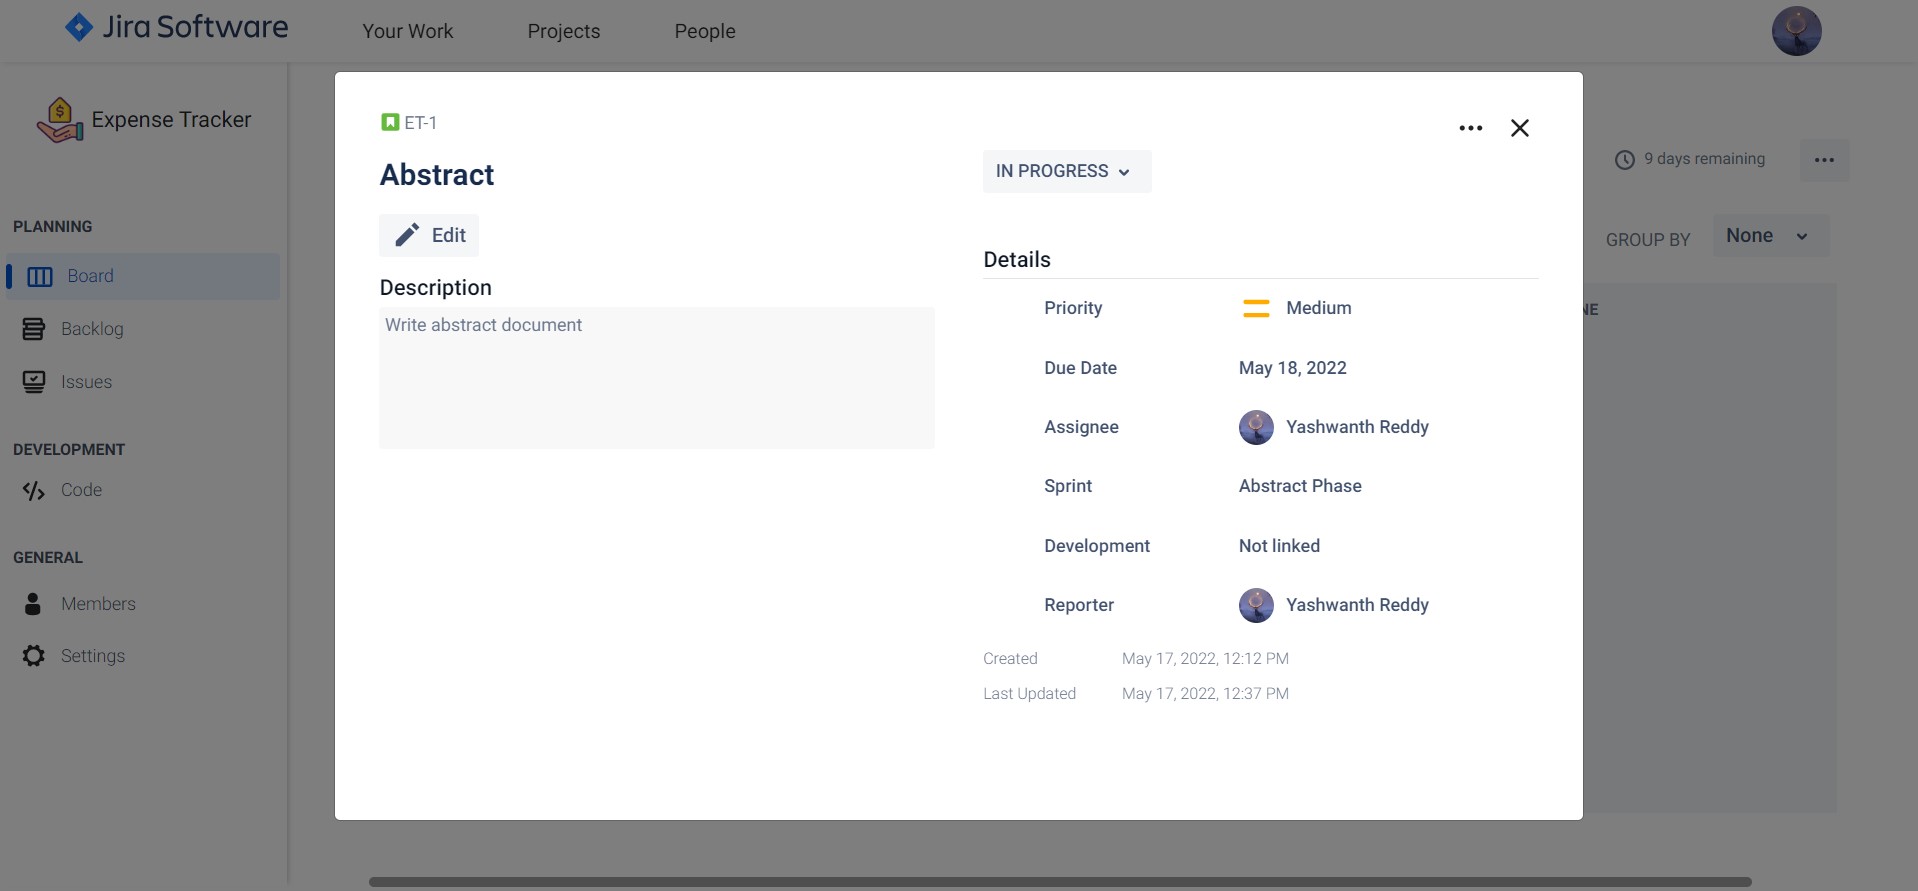 Jira Software
Your Work
Projects
People
Expense Tracker
PLANNING
Board
Backlog
Issues
DEVELOPMENT
Code
GENERAL
Members
Settings
ET-1
Abstract
Edit
Description
Write abstract document
IN PROGRESS
Details
Priority Medium
Due Date May 18, 2022
Assignee Yashwanth Reddy
Sprint Abstract Phase
Development Not linked
Reporter Yashwanth Reddy
Created May 17, 2022, 12:12 PM
Last Updated May 17, 2022, 12:37 PM
9 days remaining
GROUP BY None
NE